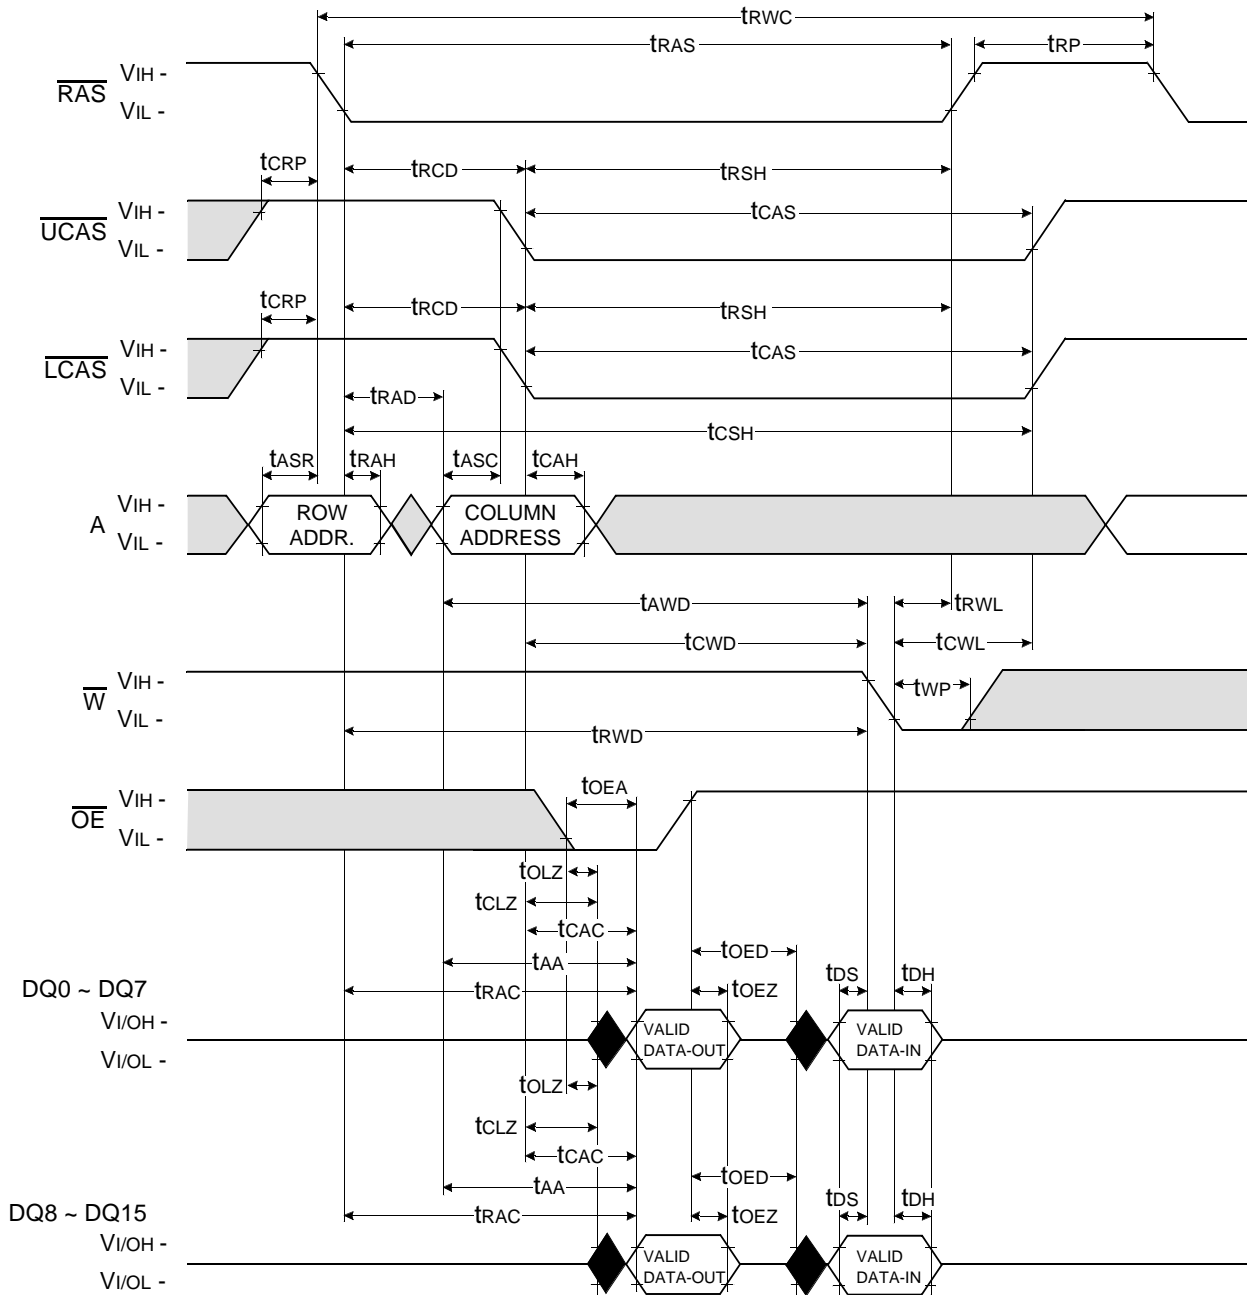 tRWC
tRAS tRP
RAS VIH -
VIL -
tCRP tRCD tRSH
UCAS VIH - tCAS
VIL -
tCRP tRCD tRSH
LCAS VIH - tCAS
VIL -
tRAD
tCSH
tASR tRAH tASC tCAH
A VIH - ROW COLUMN
VIL - ADDR. ADDRESS
tAWD tRWL
tCWD tCWL
W VIH - tWP
VIL -
tRWD
OE VIH - tOEA
VIL -
tOLZ
tCLZ
tCAC tOED
tAA tDS tDH
DQ0 ~ DQ7 tRAC tOEZ
VI/OH - VALID VALID
VI/OL - DATA-OUT DATA-IN
tOLZ
tCLZ
tCAC tOED
tAA tDS tDH
DQ8 ~ DQ15 tRAC tOEZ
VI/OH - VALID VALID
VI/OL - DATA-OUT DATA-IN